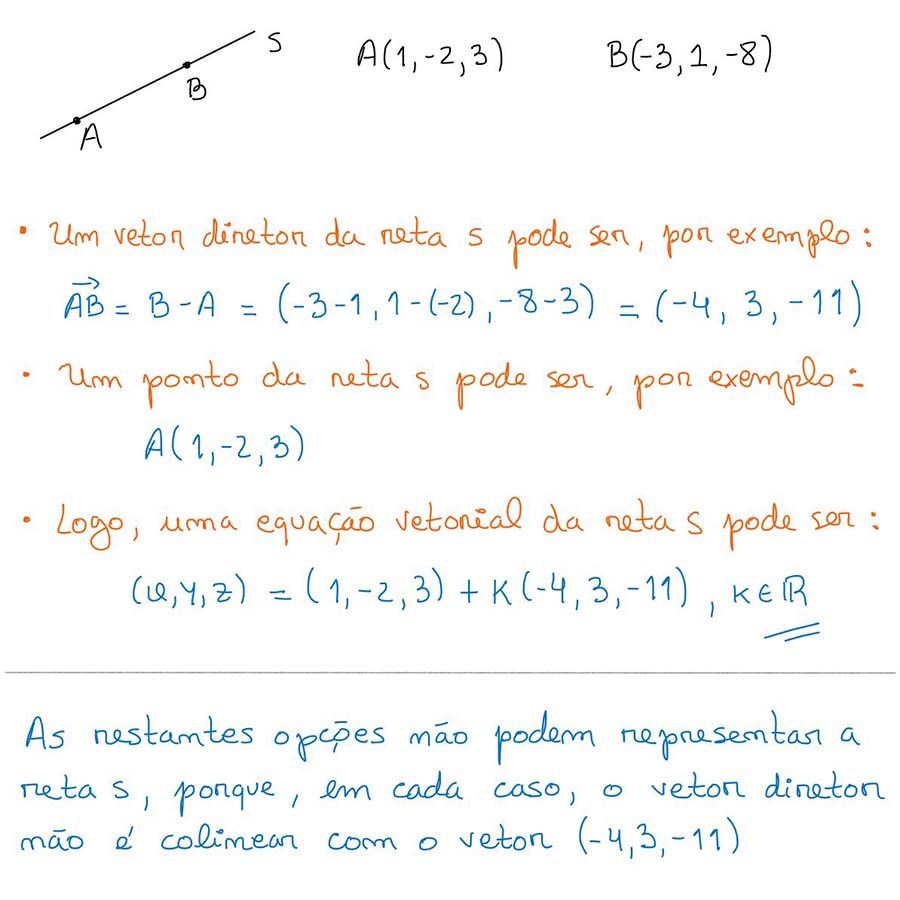 S A(1,-2,3) B(-3,1,-8)
B
A
• Um vetor diretor da reta s pode ser, por exemplo:
AB⃗ = B-A = (-3-1, 1-(-2), -8-3) = (-4, 3, -11)
• Um ponto da reta s pode ser, por exemplo:
A(1,-2,3)
• Logo, uma equação vetorial da reta s pode ser:
(x,y,z) = (1,-2,3) + K(-4,3,-11), K∈ℝ
As restantes opções não podem representar a
reta s, porque, em cada caso, o vetor diretor
não é colinear com o vetor (-4,3,-11)